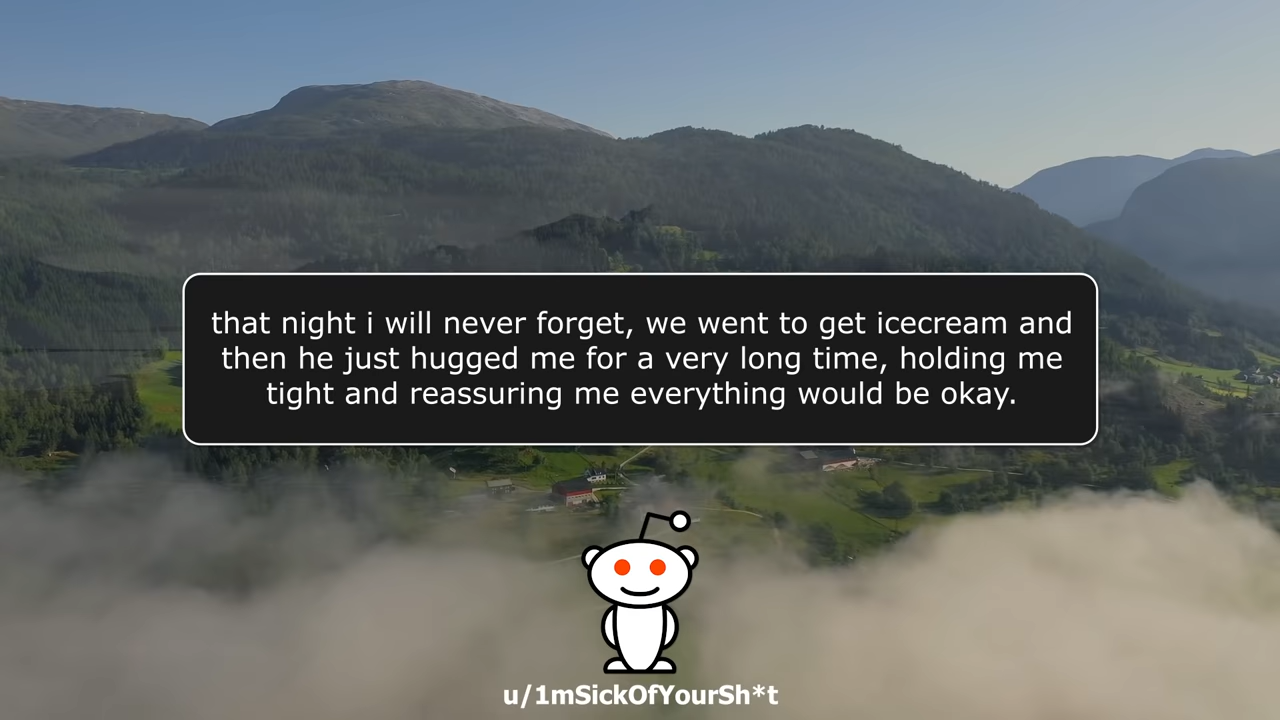 that night i will never forget, we went to get icecream and
then he just hugged me for a very long time, holding me
tight and reassuring me everything would be okay.
u/1mSickOfYourSh*t